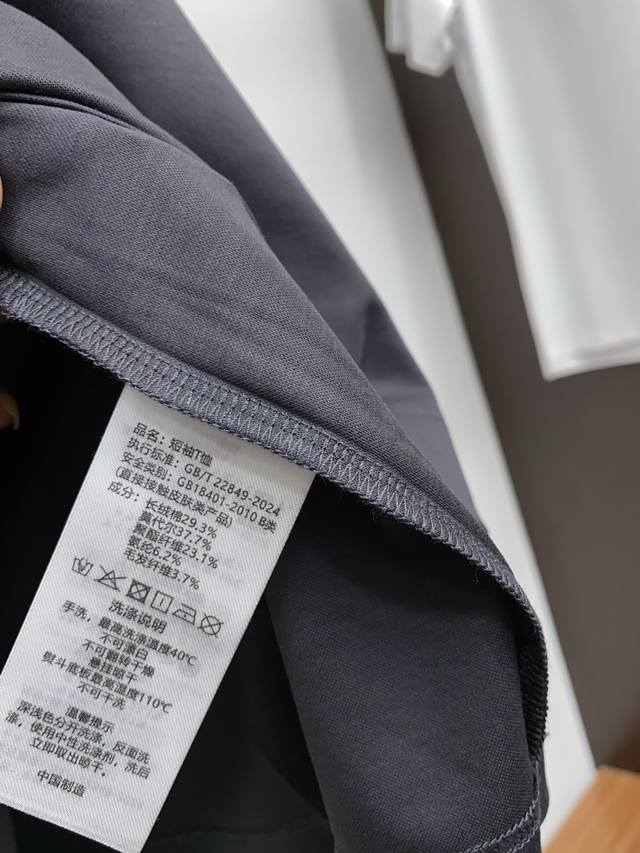 品名：短袖T恤
执行标准：GB/T 22849-2024
安全类别：GB18401-2010 B类
（直接接触皮肤类产品）
成分：长绒棉29.3%
莫代尔37.7%
聚酯纤维23.1%
氨纶6.2%
毛发纤维3.7%
洗涤说明
手洗，最高洗涤温度40℃
不可漂白
不可翻转干燥
悬挂晾干
熨斗底板最高温度110℃
不可干洗
温馨提示
深浅色分开洗涤，反面洗
涤，使用中性洗涤剂，洗后
立即取出晾干。
中国制造